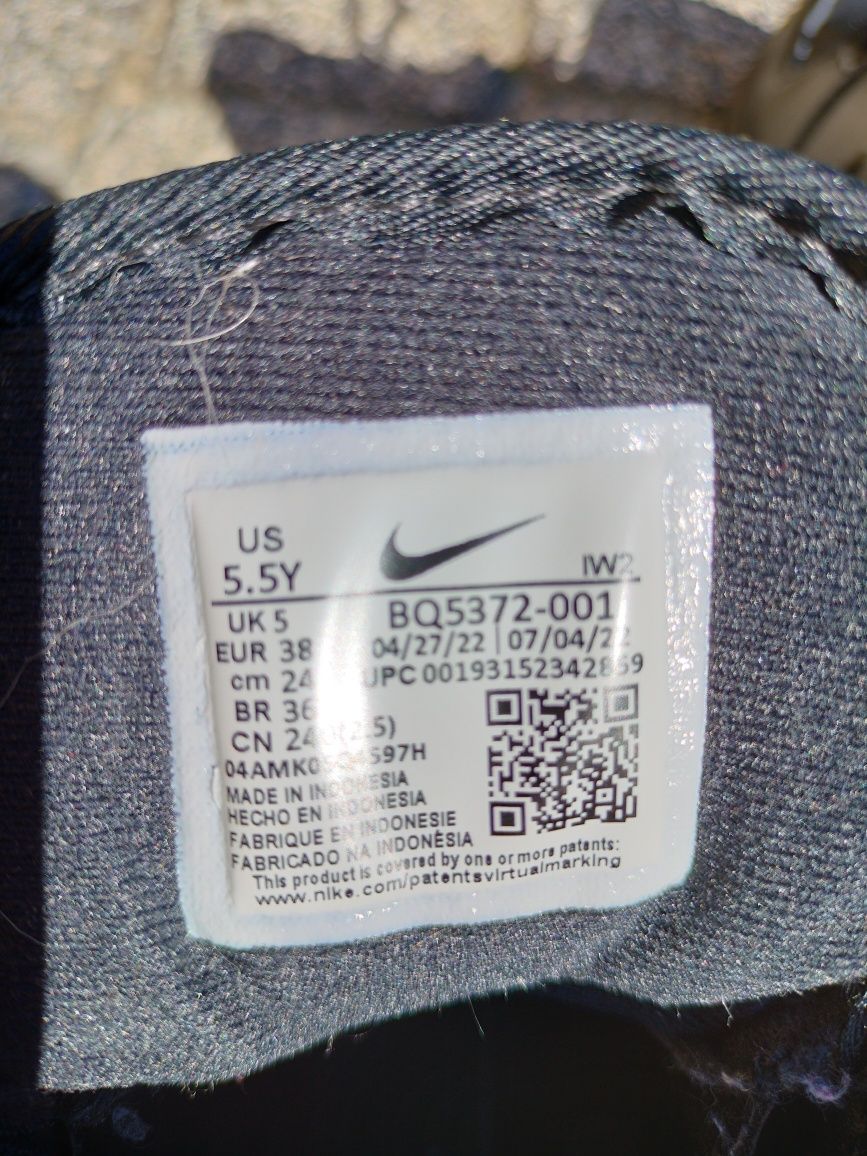 US
5.5Y
IW2
UK 5 BQ5372-001
EUR 38 04/27/22 07/04/22
cm 24 UPC 00193152342869
BR 36
CN
MADE IN INDONESIA
HECHO EN INDONESIA
FABRIQUE EN INDONESIE
FABRICADO NA INDONÉSIA
This product is covered by one or more patents:
www.nike.com/patentsvirtualmarking